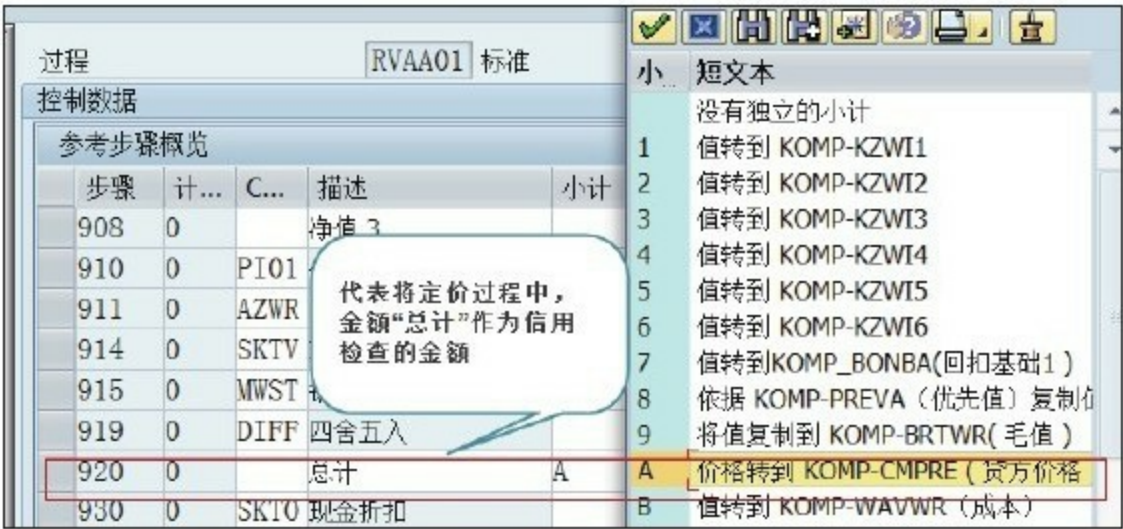 过程 RVAA01 标准
控制数据
参考步骤概览
步骤 计... C... 描述 小计
908 0 净值 3
910 0 PI01
911 0 AZWR
914 0 SKTV
915 0 MWST
919 0 DIFF 四舍五入
920 0 总计 A
930 0 SKTO 现金折扣
代表将定价过程中，
金额“总计”作为信用
检查的金额
小... 短文本
没有独立的小计
1 值转到 KOMP-KZWI1
2 值转到 KOMP-KZWI2
3 值转到 KOMP-KZWI3
4 值转到 KOMP-KZWI4
5 值转到 KOMP-KZWI5
6 值转到 KOMP-KZWI6
7 值转到KOMP_BONBA(回扣基础1)
8 依据 KOMP-PREVA（优先值）复制
9 将值复制到 KOMP-BRTWR(毛值)
A 价格转到 KOMP-CMPRE (贷方价格
B 值转到 KOMP-WAVWR（成本）